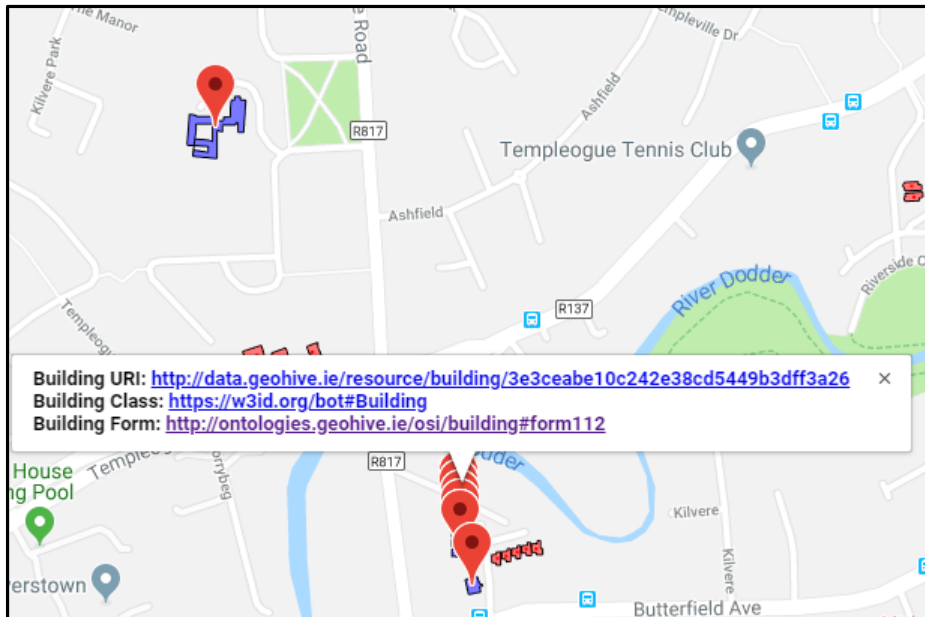 The Manor
Kilvere Park
e Road
Templeville Dr
Ashfield
R817
Templeogue Tennis Club
Ashfield
River Dodder
Riverside
R137
Building URI: http://data.geohive.ie/resource/building/3e3ceabe10c242e38cd5449b3dff3a26
Building Class: https://w3id.org/bot#Building
Building Form: http://ontologies.geohive.ie/osi/building#form112
House
ng Pool
R817
Dodder
Kilvere
Kilvere
erstown
Butterfield Ave